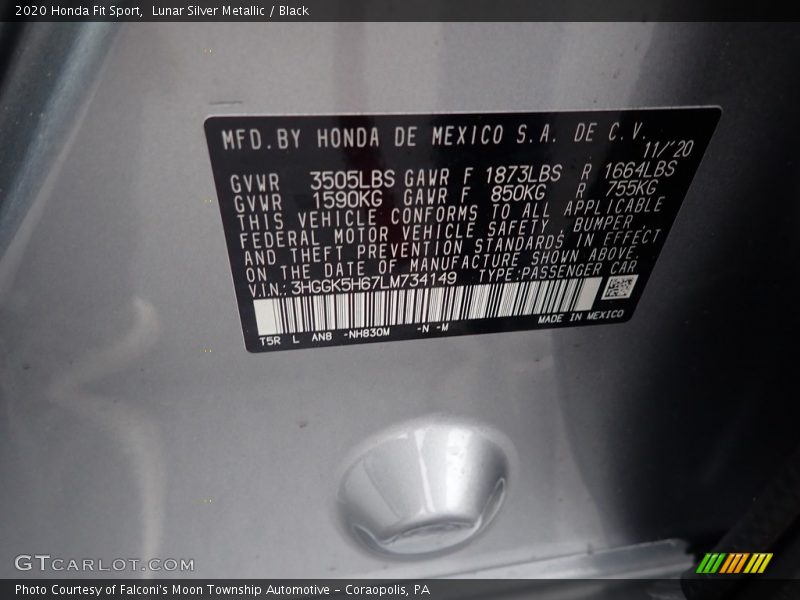 2020 Honda Fit Sport,  Lunar Silver Metallic / Black
MFD.BY HONDA DE MEXICO S.A. DE C.V.
11/'20
GVWR 3505LBS GAWR F 1873LBS R 1664LBS
GVWR 1590KG GAWR F 850KG R 755KG
THIS VEHICLE CONFORMS TO ALL APPLICABLE
FEDERAL MOTOR VEHICLE SAFETY, BUMPER,
AND THEFT PREVENTION STANDARDS IN EFFECT
ON THE DATE OF MANUFACTURE SHOWN ABOVE.
V.IN.: 3HGGK5H67LM734149 TYPE:PASSENGER CAR
T5R L AN8 -NH830M -N -M MADE IN MEXICO
GTCARLOT.COM
Photo Courtesy of Falconi's Moon Township Automotive – Coraopolis, PA